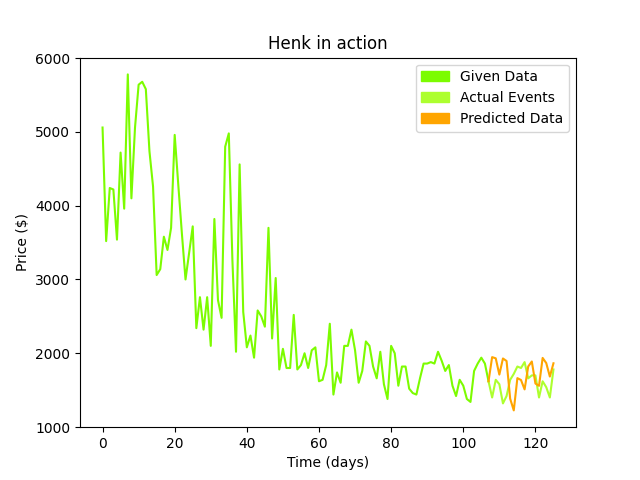 Henk in action
Given Data
Actual Events
Predicted Data
Price ($)
6000
5000
4000
3000
2000
1000
0 20 40 60 80 100 120
Time (days)